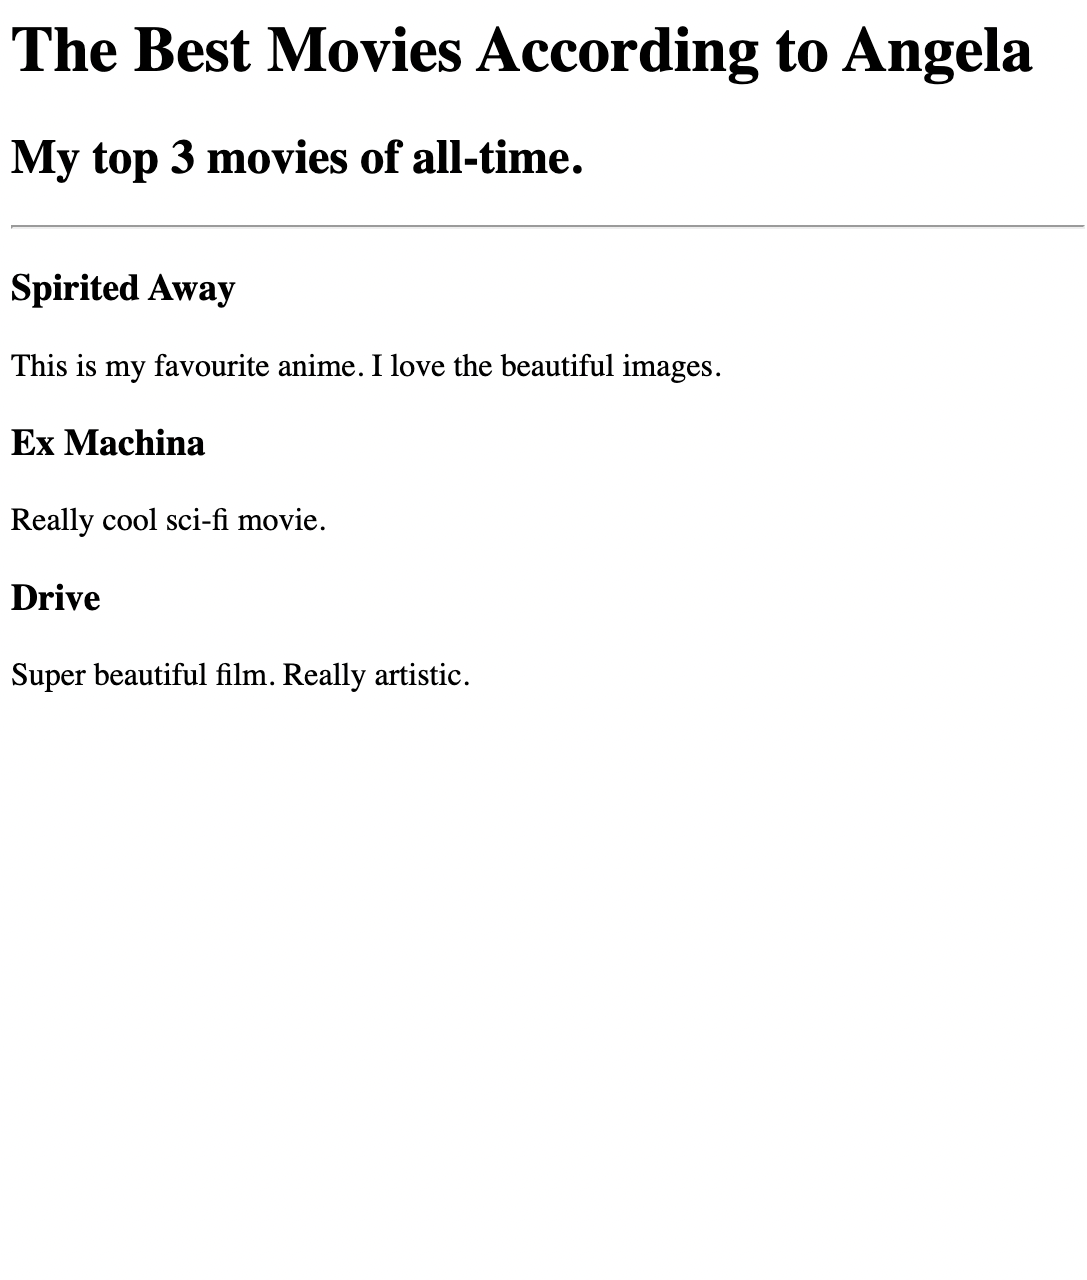 The Best Movies According to Angela
My top 3 movies of all-time.
Spirited Away
This is my favourite anime. I love the beautiful images.
Ex Machina
Really cool sci-fi movie.
Drive
Super beautiful film. Really artistic.